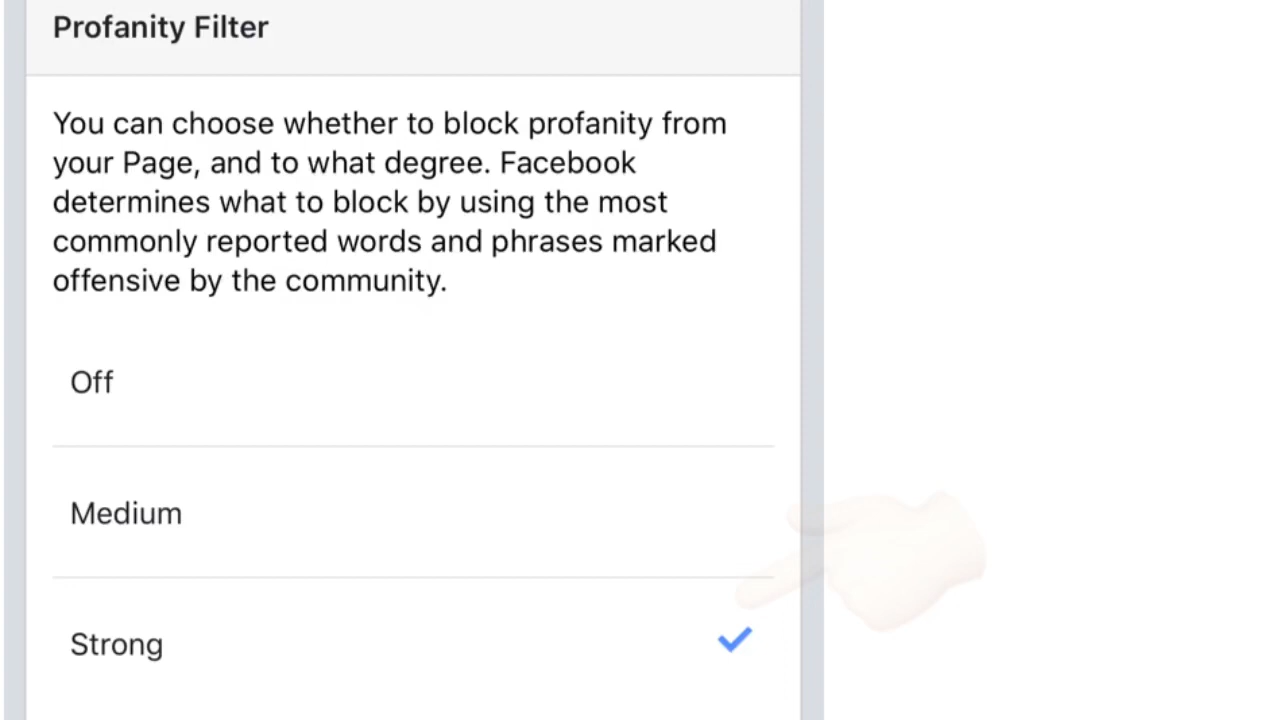 Profanity Filter
You can choose whether to block profanity from
your Page, and to what degree. Facebook
determines what to block by using the most
commonly reported words and phrases marked
offensive by the community.
Off
Medium
Strong